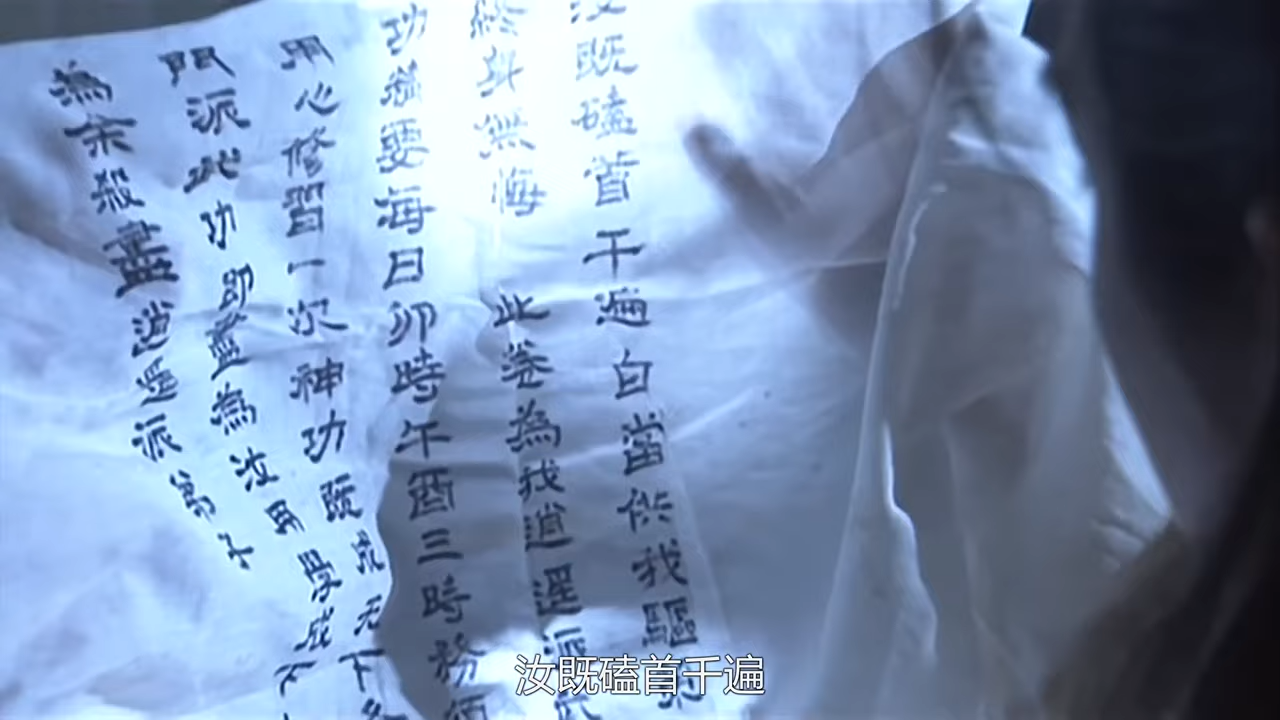 汝既磕首千遍自當供我驅
終身無悔 此卷為我逍遙派
功秘要每日卯時午酉三時務須
用心修習一次神功既成天下
門派此功即盡為汝用學成下
為余殺盡逍遙派弟子
汝既磕首千遍